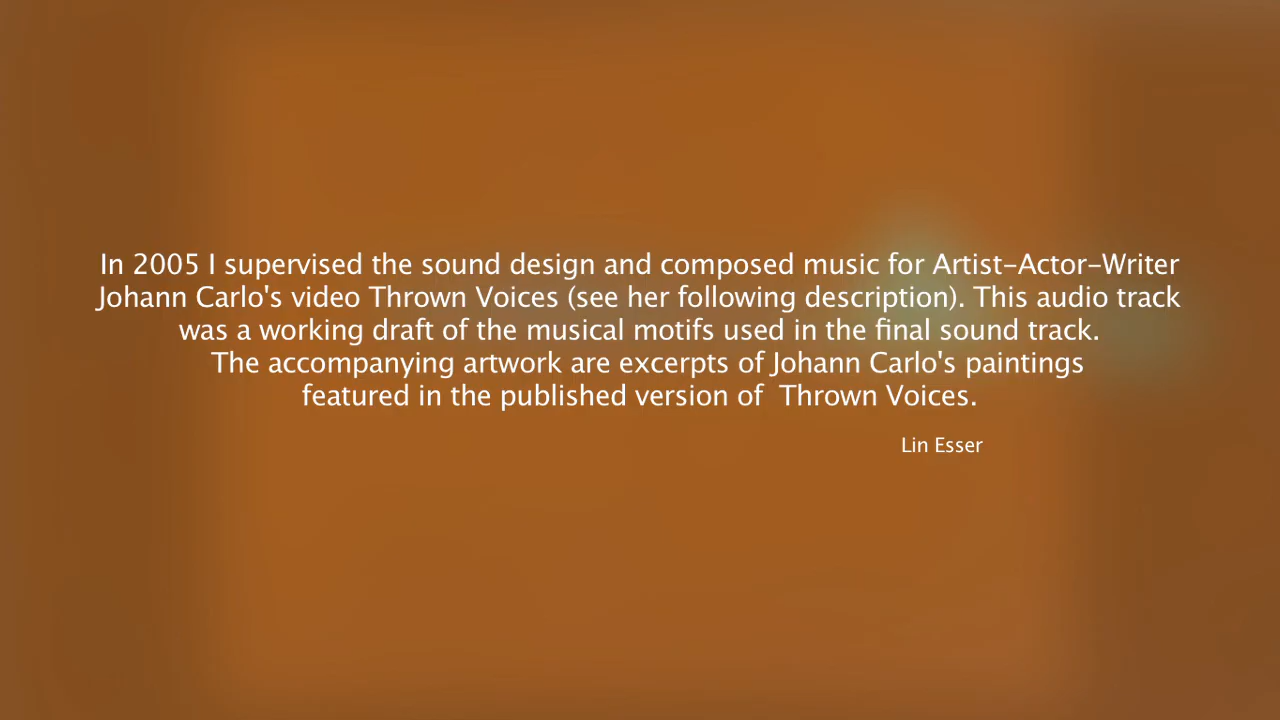 In 2005 I supervised the sound design and composed music for Artist-Actor-Writer
Johann Carlo's video Thrown Voices (see her following description). This audio track
was a working draft of the musical motifs used in the final sound track.
The accompanying artwork are excerpts of Johann Carlo's paintings
featured in the published version of  Thrown Voices.
Lin Esser